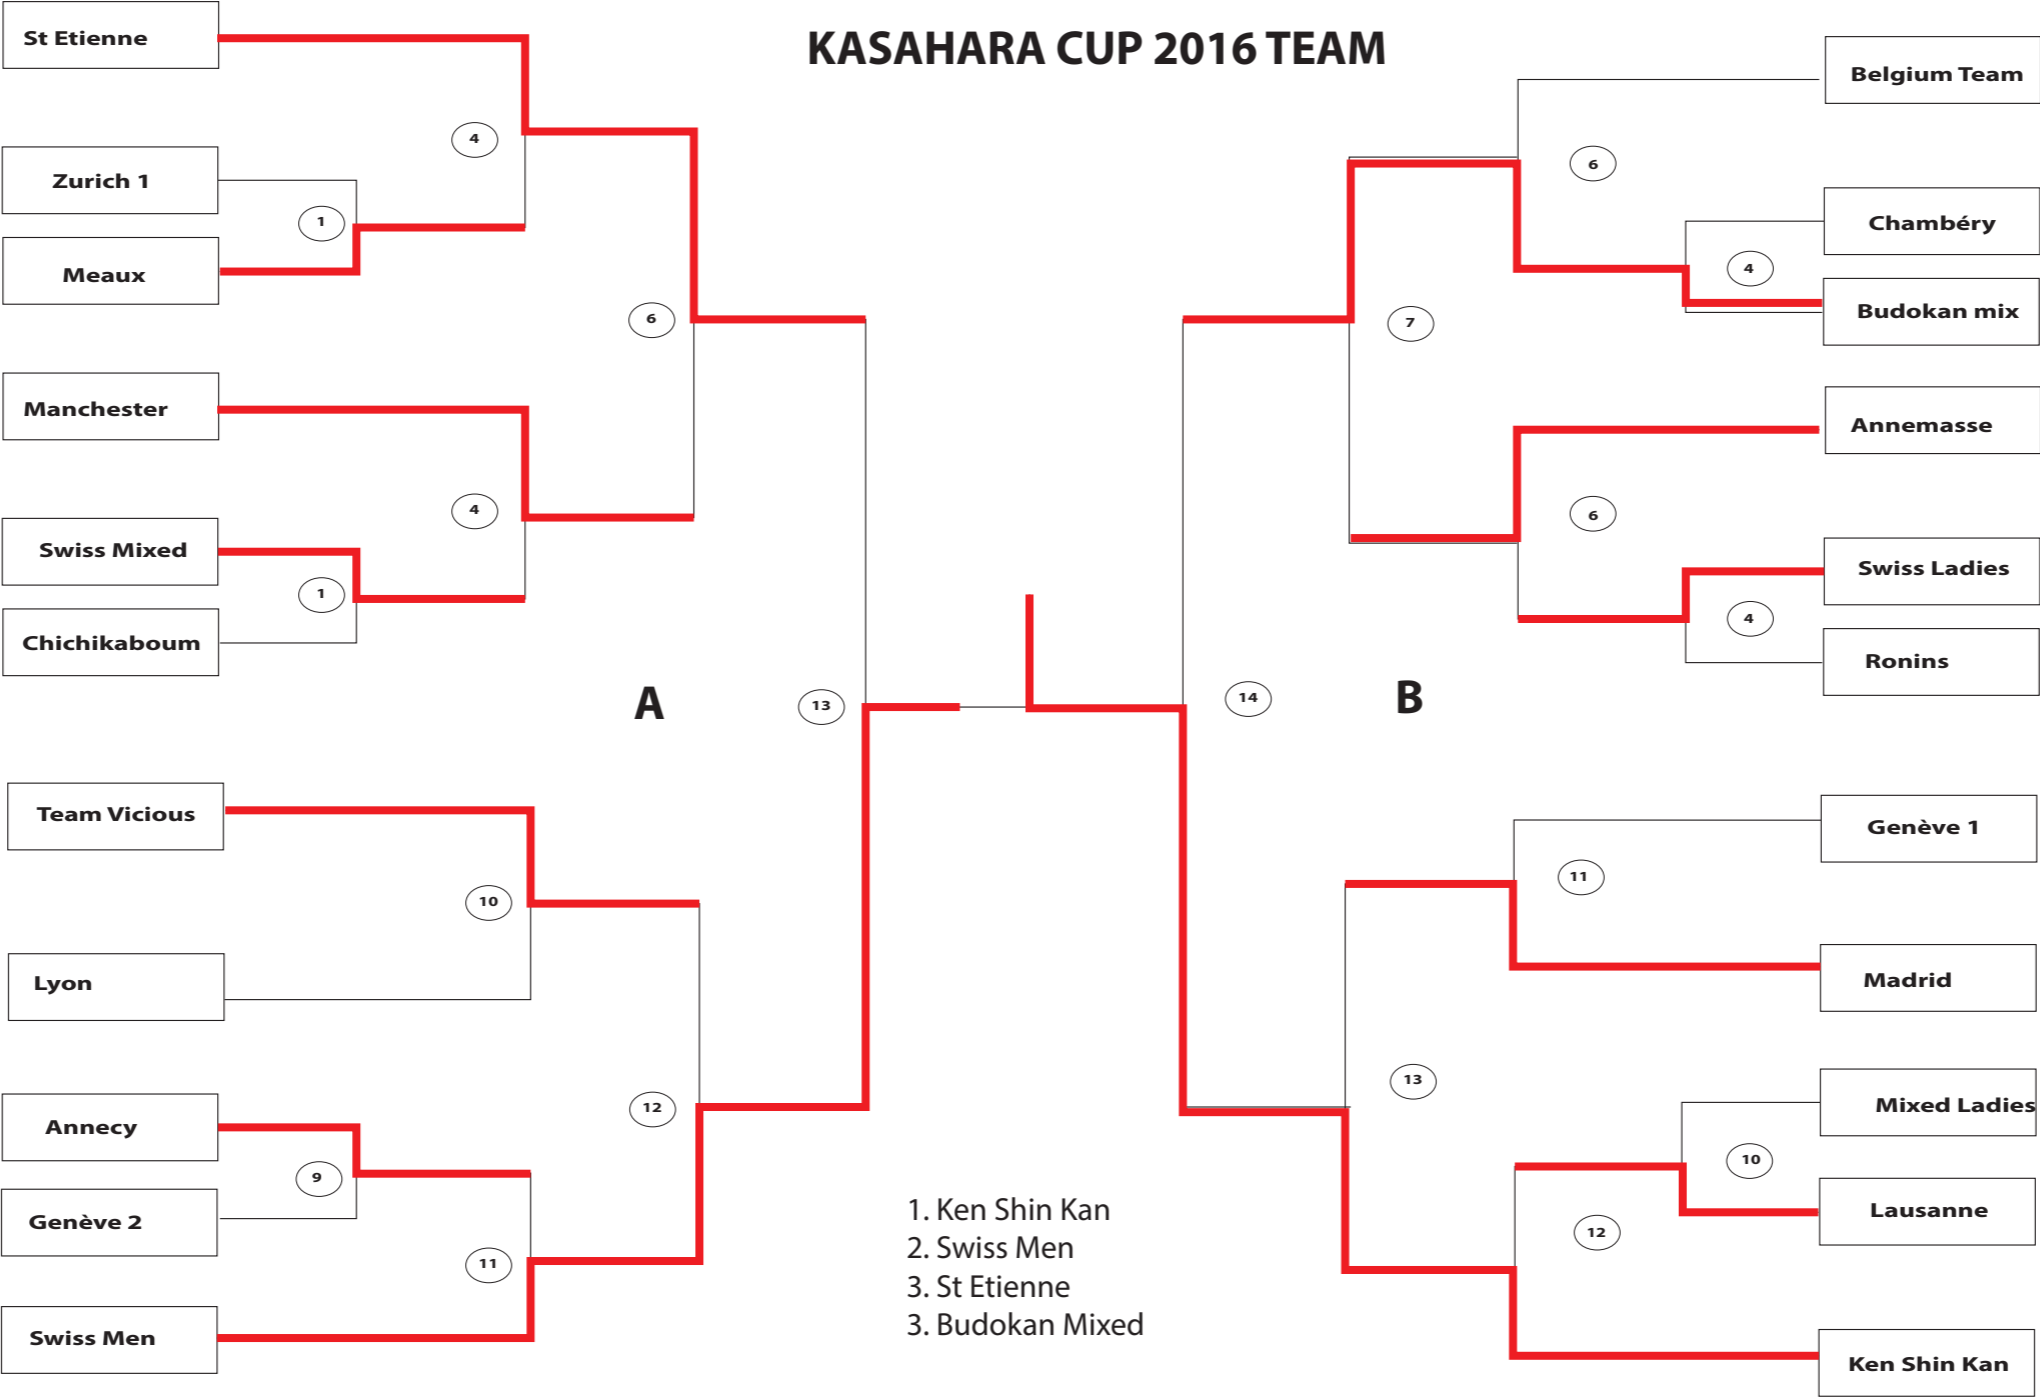 KASAHARA CUP 2016 TEAM
St Etienne
4
Zurich 1
1
Meaux
6
Manchester
4
Swiss Mixed
1
Chichikaboum
A
13
Team Vicious
10
Lyon
12
Annecy
9
Genève 2
11
Swiss Men
Belgium Team
6
Chambéry
4
Budokan mix
7
Annemasse
6
Swiss Ladies
4
Ronins
14
B
Genève 1
11
Madrid
13
Mixed Ladies
10
Lausanne
12
Ken Shin Kan
1. Ken Shin Kan
2. Swiss Men
3. St Etienne
3. Budokan Mixed